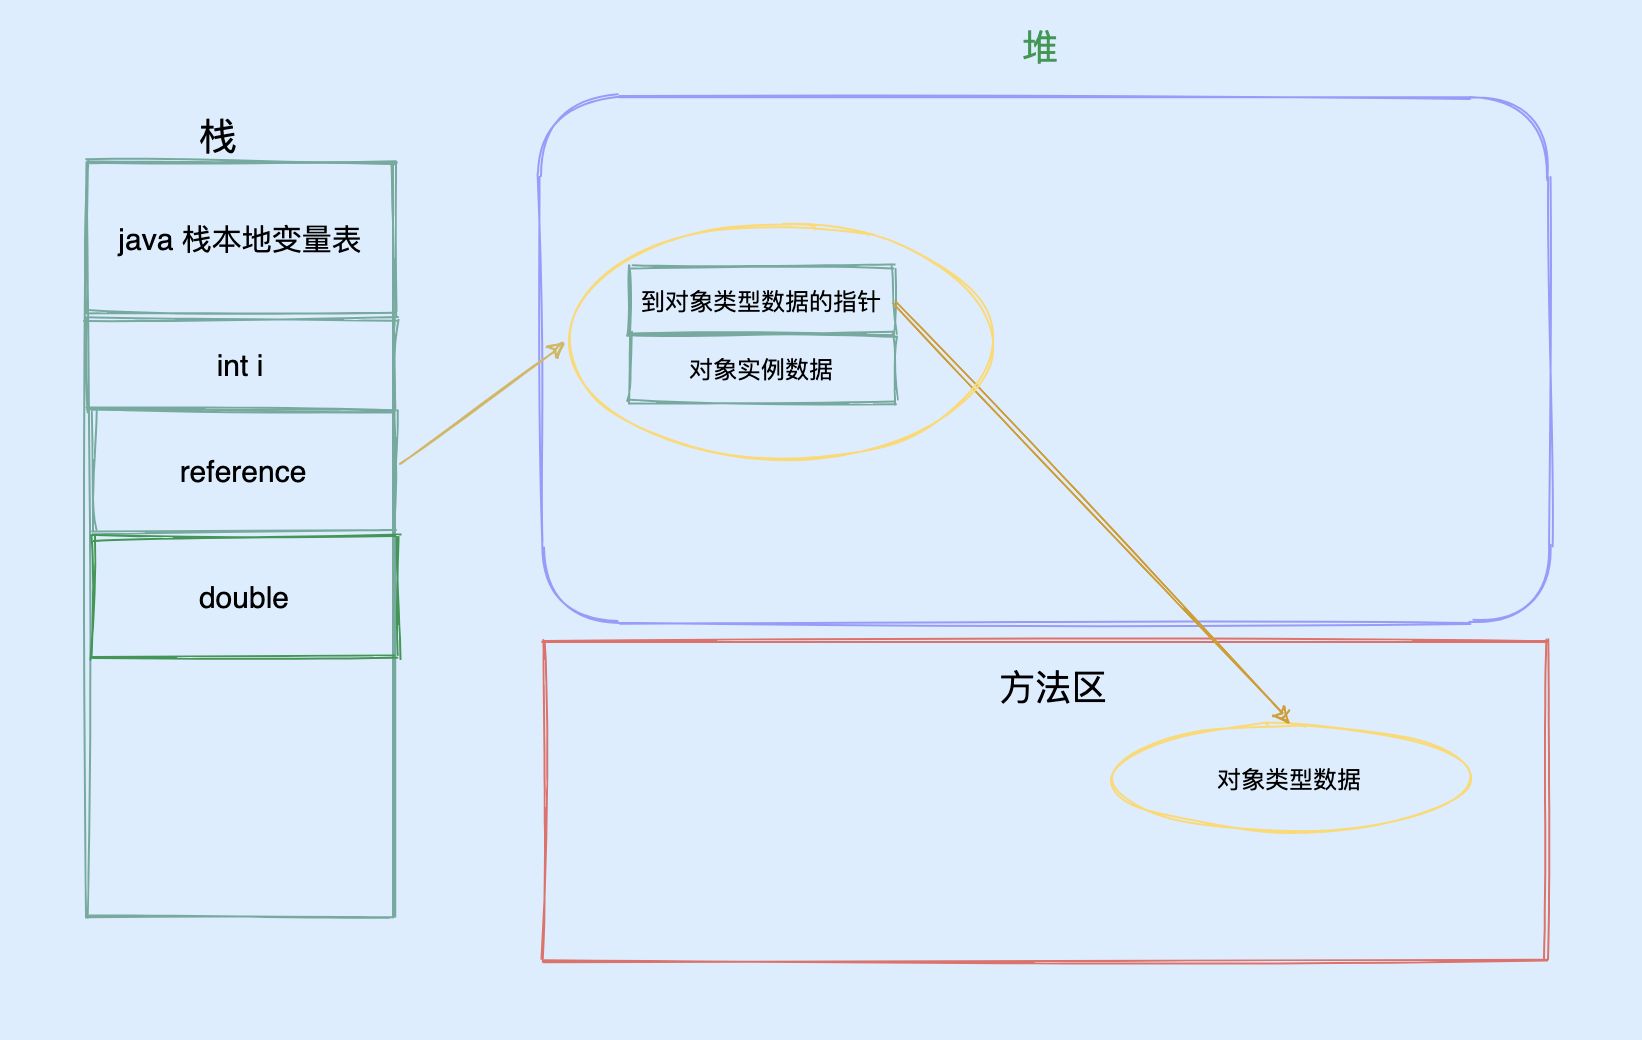 堆
栈
java 栈本地变量表
int i
reference
double
到对象类型数据的指针
对象实例数据
方法区
对象类型数据